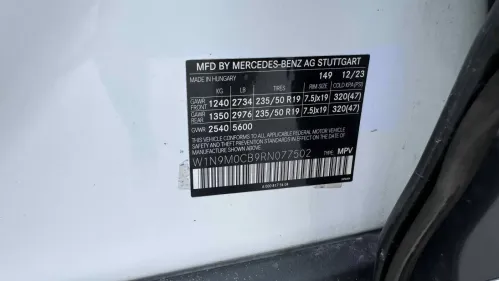 MFD BY MERCEDES-BENZ AG STUTTGART
MADE IN HUNGARY 149 12/23
KG LB TIRES RIM SIZE COLD KPA (PSI)
GAWR FRONT 1240 2734 235/50 R19 7.5Jx19 320(47)
GAWR REAR 1350 2976 235/50 R19 7.5Jx19 320(47)
GVWR 2540 5600
THIS VEHICLE CONFORMS TO ALL APPLICABLE FEDERAL MOTOR VEHICLE
SAFETY STANDARDS IN EFFECT ON THE DATE OF
MANUFACTURE SHOWN ABOVE.
W1N9M0CB9RN077502 TYPE: MPV